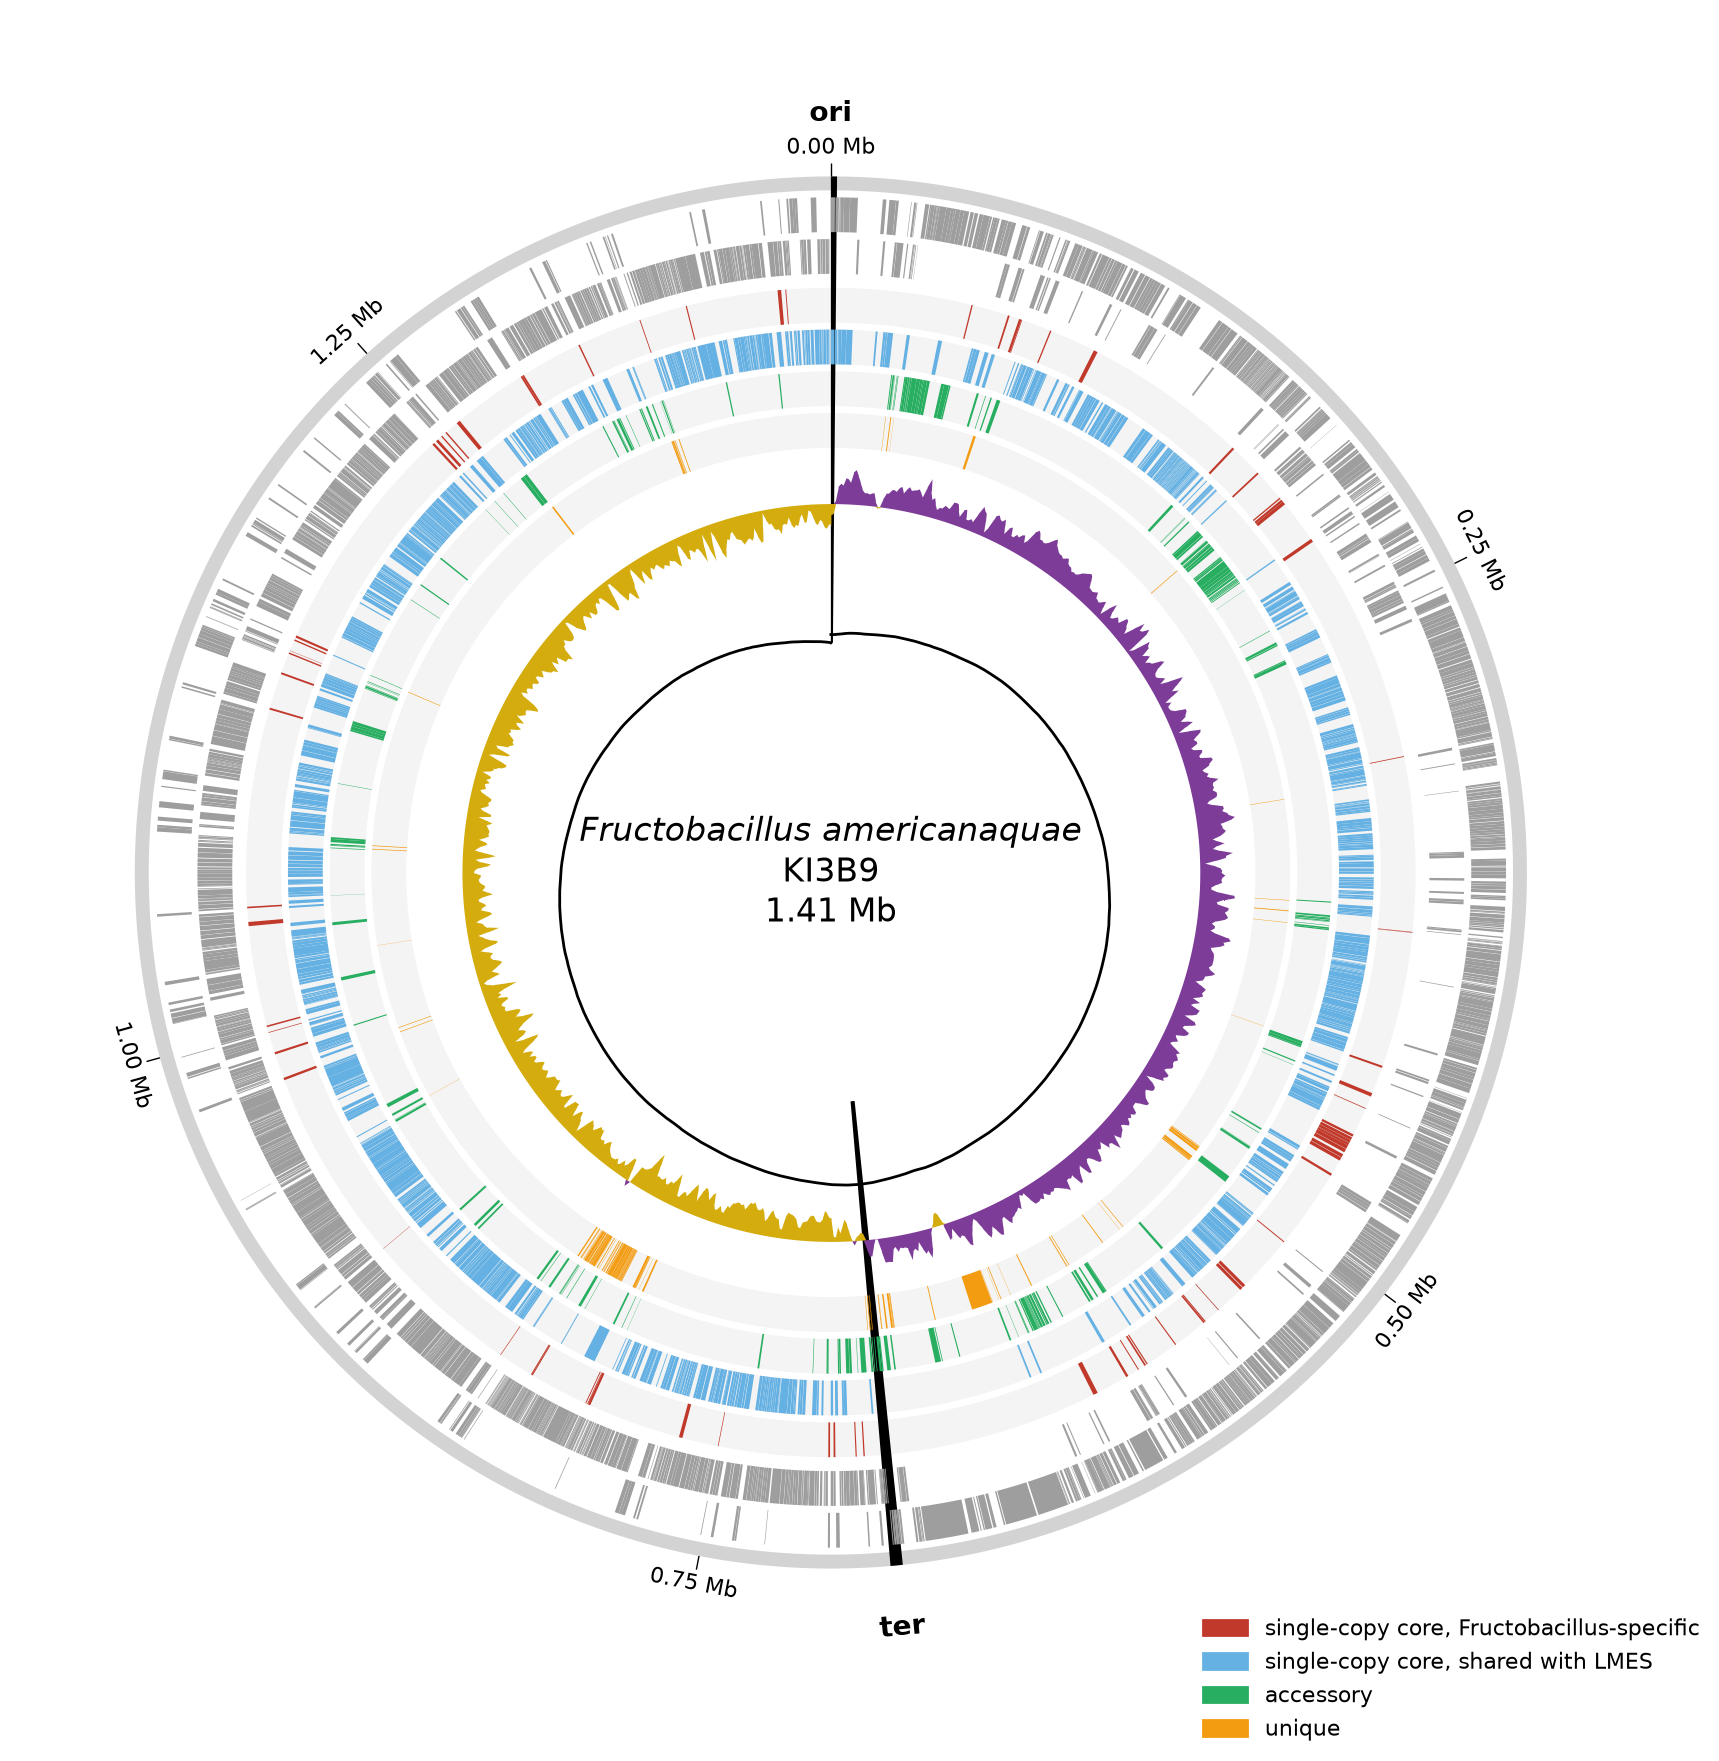 ori
0.00 Mb
1.25 Mb
0.25 Mb
Fructobacillus americanaquae
KI3B9
1.41 Mb
1.00 Mb
0.50 Mb
0.75 Mb
ter
single-copy core, Fructobacillus-specific
single-copy core, shared with LMES
accessory
unique